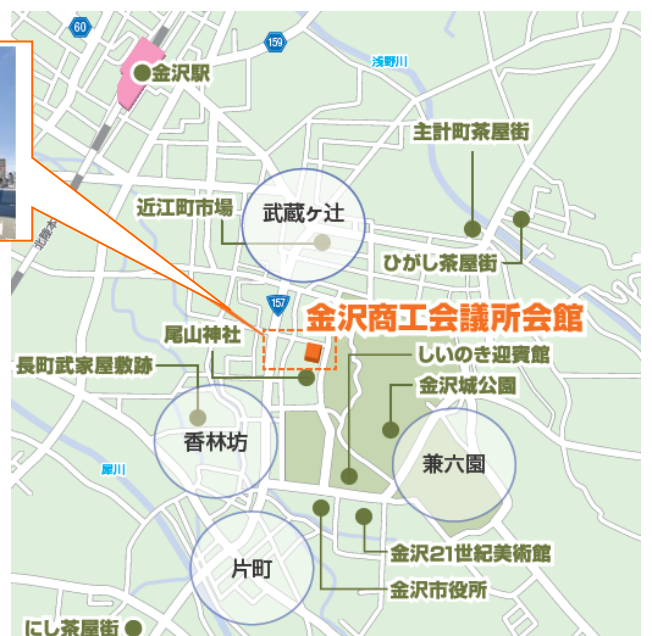 60
159
浅野川
金沢駅
主計町茶屋街
近江町市場
武蔵ヶ辻
ひがし茶屋街
北陸本
157
金沢商工会議所会館
尾山神社
しいのき迎賓館
長町武家屋敷跡
金沢城公園
香林坊
兼六園
犀川
金沢21世紀美術館
片町
金沢市役所
にし茶屋街